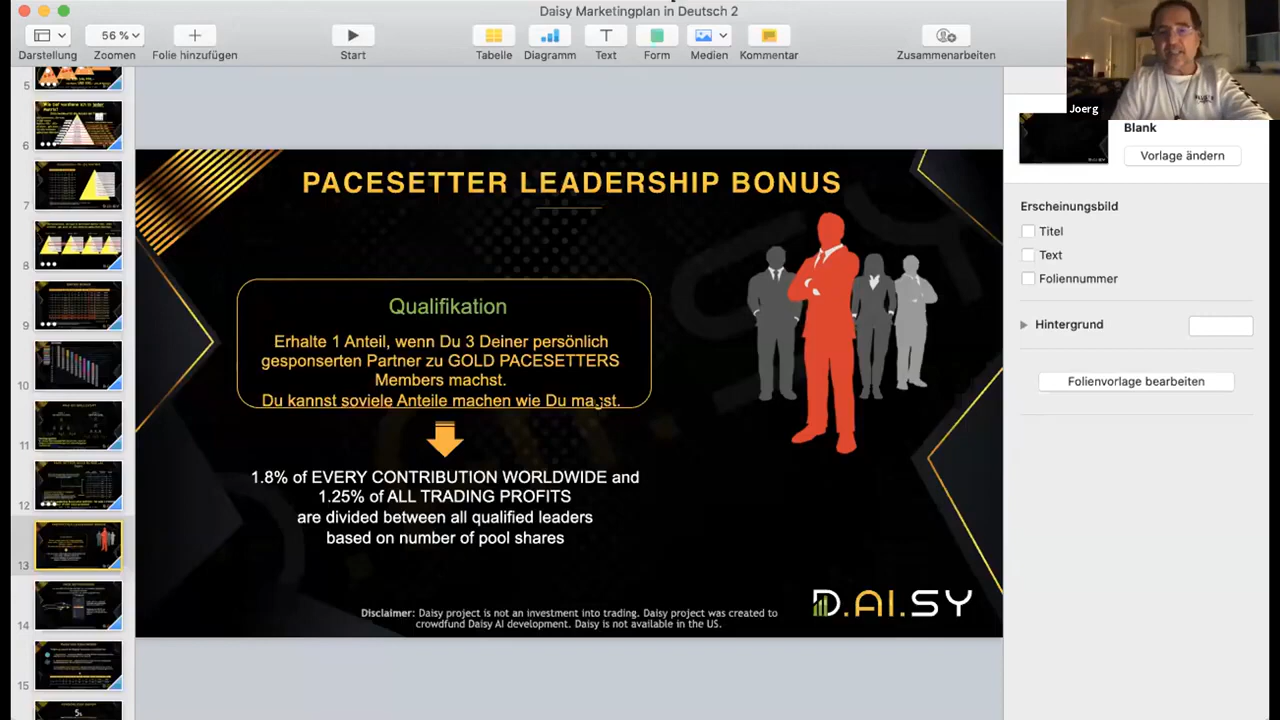 Daisy Marketingplan in Deutsch 2
56 %
Darstellung
Zoomen
Folie hinzufügen
Start
Tabelle
Diagramm
Text
Form
Medien
Kommentar
Zusammenarbeiten
Joerg
5
6
7
8
9
10
11
12
13
14
15
PACESETTER LEADERSHIP BONUS
Qualifikation
Erhalte 1 Anteil, wenn Du 3 Deiner persönlich
gesponserten Partner zu GOLD PACESETTERS
Members machst.
Du kannst soviele Anteile machen wie Du magst.
1.8% of EVERY CONTRIBUTION WORLDWIDE and
1.25% of ALL TRADING PROFITS
are divided between all qualified leaders
based on number of pool shares
Disclaimer: Daisy project is not an investment into trading. Daisy project was created to
crowdfund Daisy AI development. Daisy is not available in the US.
D.AI.SY
Blank
Vorlage ändern
Erscheinungsbild
Titel
Text
Foliennummer
Hintergrund
Folienvorlage bearbeiten